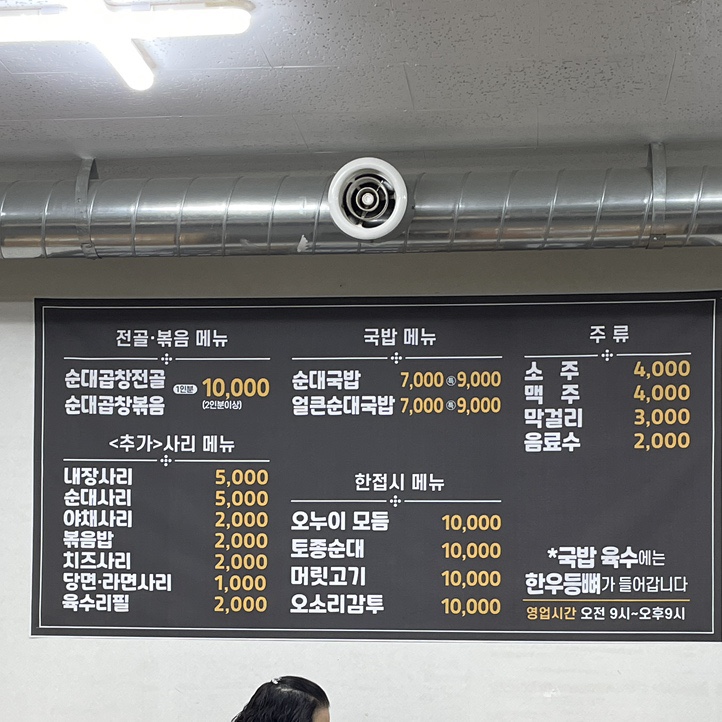 전골·볶음 메뉴
순대곱창전골
순대곱창볶음
1인분 10,000
(2인분이상)
<추가>사리 메뉴
내장사리 5,000
순대사리 5,000
야채사리 2,000
볶음밥 2,000
치즈사리 2,000
당면·라면사리 1,000
육수리필 2,000
국밥 메뉴
순대국밥 7,000 특 9,000
얼큰순대국밥 7,000 특 9,000
한접시 메뉴
오누이 모듬 10,000
토종순대 10,000
머릿고기 10,000
오소리감투 10,000
주 류
소 주 4,000
맥 주 4,000
막걸리 3,000
음료수 2,000
*국밥 육수에는
한우등뼈가 들어갑니다
영업시간 오전 9시~오후9시